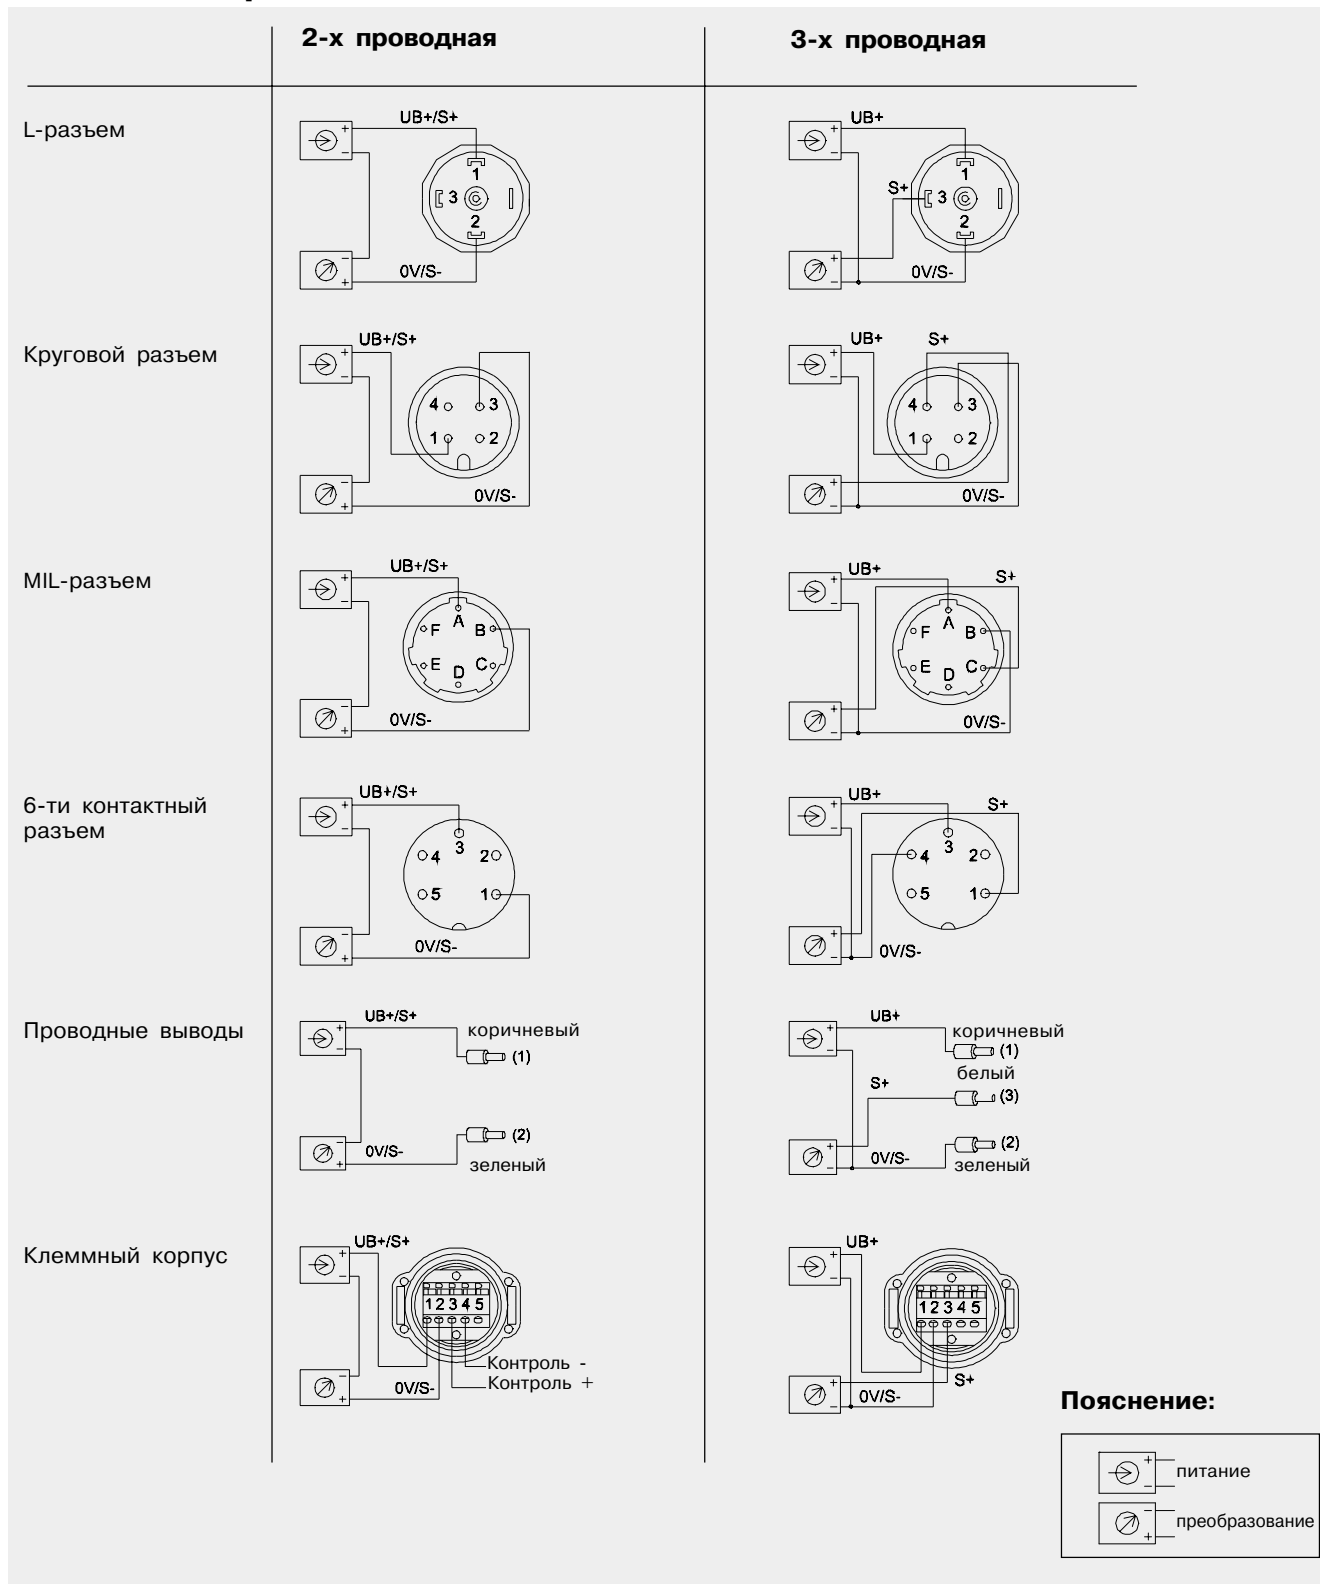 2-х проводная
3-х проводная
L-разъем
UB+/S+
+
-
1
3
2
-
+
0V/S-
UB+
+
-
S+
1
3
2
+
-
0V/S-
Круговой разъем
UB+/S+
+
-
4
3
1
2
-
+
0V/S-
UB+
S+
+
-
4
3
1
2
+
-
0V/S-
MIL-разъем
UB+/S+
+
-
A
F
B
E
D
C
-
+
0V/S-
UB+
S+
+
-
A
F
B
E
D
C
+
-
0V/S-
6-ти контактный
разъем
UB+/S+
+
-
3
4
2
5
1
-
+
0V/S-
UB+
S+
+
-
3
4
2
5
1
+
-
0V/S-
Проводные выводы
UB+/S+
+
-
коричневый
(1)
(2)
-
+
0V/S-
зеленый
UB+
+
-
коричневый
(1)
белый
S+
(3)
(2)
+
-
0V/S-
зеленый
Клеммный корпус
UB+/S+
+
-
1 2 3 4 5
Контроль -
Контроль +
-
+
0V/S-
UB+
+
-
1 2 3 4 5
S+
+
-
0V/S-
Пояснение:
+
-
питание
-
+
преобразование